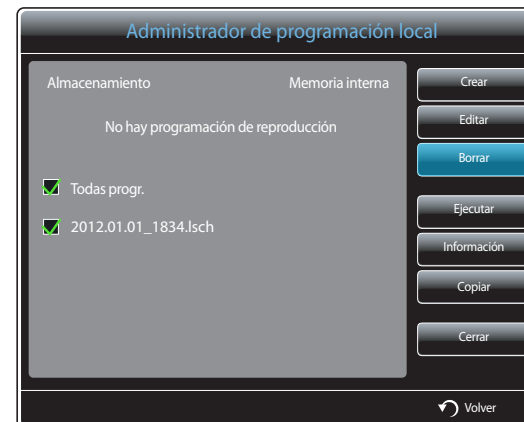 Administrador de programación local
Almacenamiento Memoria interna
No hay programación de reproducción
Todas progr.
2012.01.01_1834.lsch
Crear
Editar
Borrar
Ejecutar
Información
Copiar
Cerrar
Volver